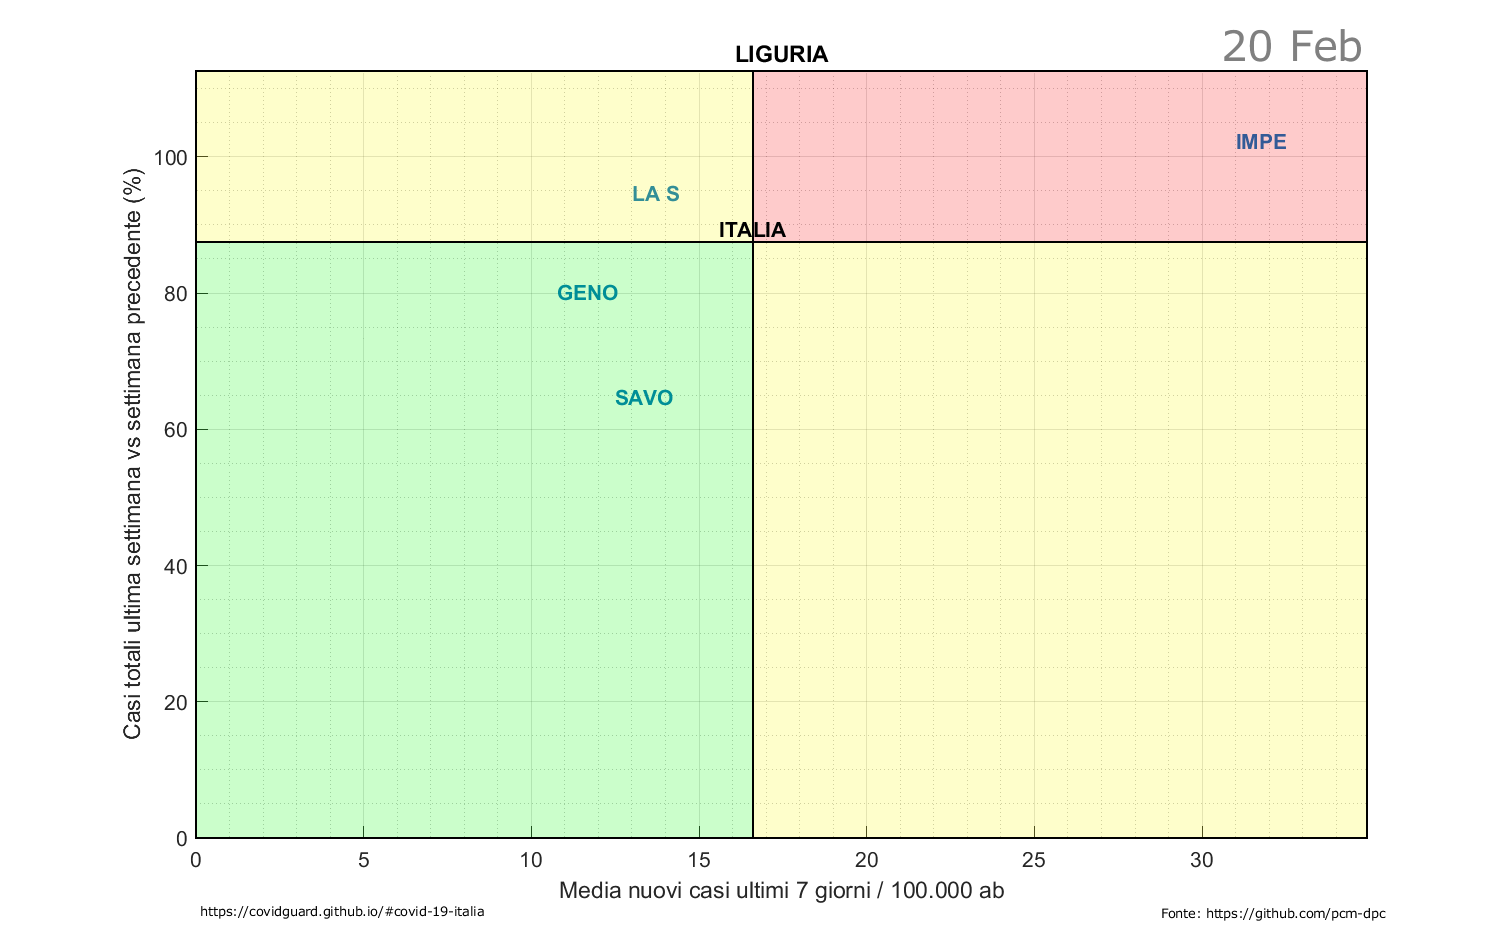 20 Feb
LIGURIA
IMPE
LA S
ITALIA
GENO
SAVO
Casi totali ultima settimana vs settimana precedente (%)
100
80
60
40
20
0
0 5 10 15 20 25 30
Media nuovi casi ultimi 7 giorni / 100.000 ab
https://covidguard.github.io/#covid-19-italia
Fonte: https://github.com/pcm-dpc